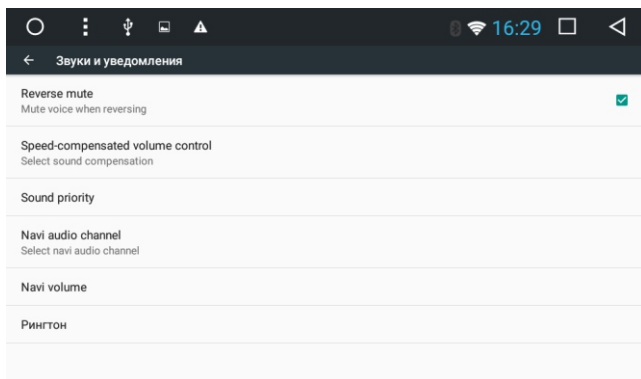 16:29
Звуки и уведомления
Reverse mute
Mute voice when reversing
Speed-compensated volume control
Select sound compensation
Sound priority
Navi audio channel
Select navi audio channel
Navi volume
Рингтон